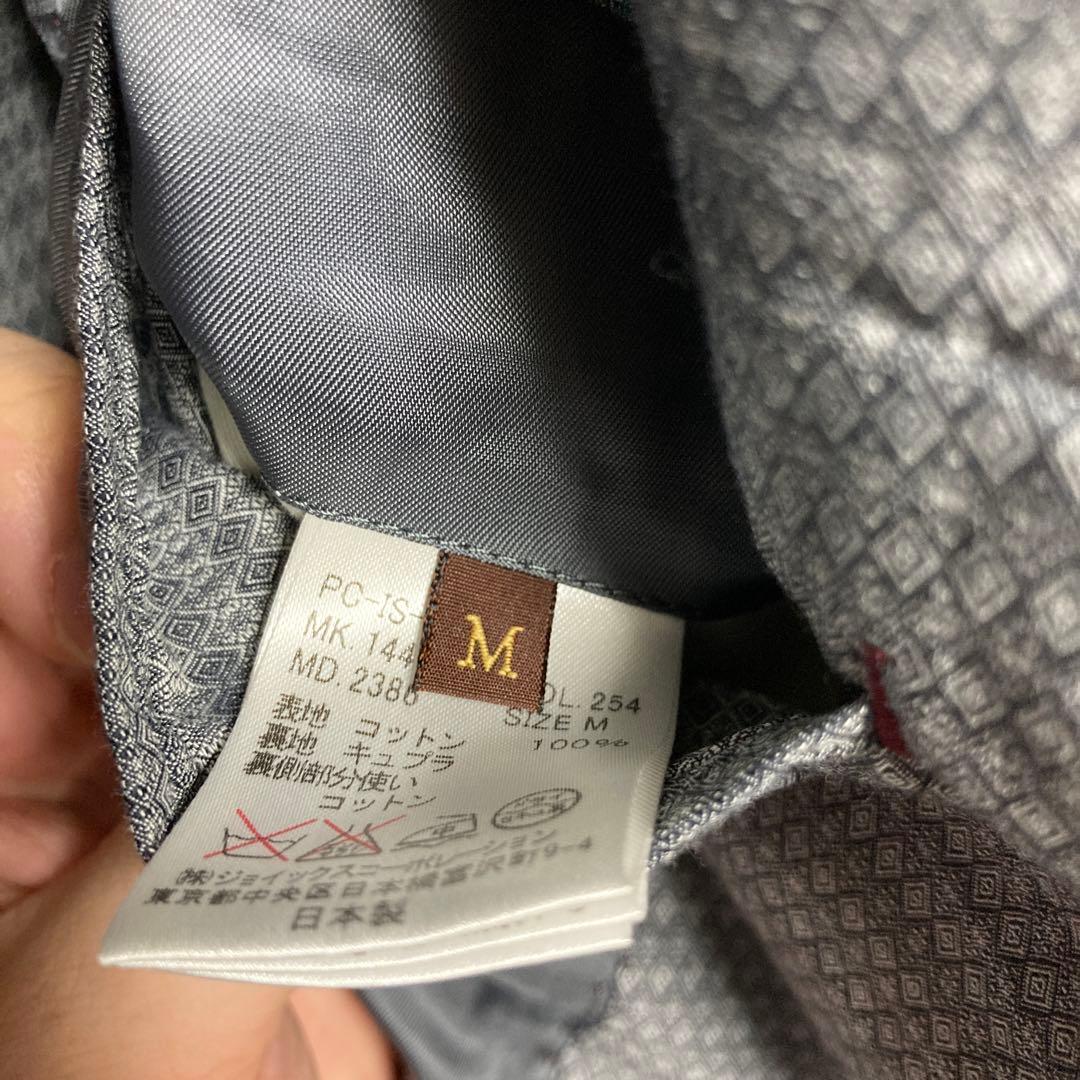 PC-IS-
M
MK. 144
MD. 2386
OL. 254
SIZE M
表地 コットン 100%
裏地 キュプラ
裏側部分使い
コットン
中
(株)ジョイックスコーポレーション
東京都中央区日本橋富沢町9-4
日本製